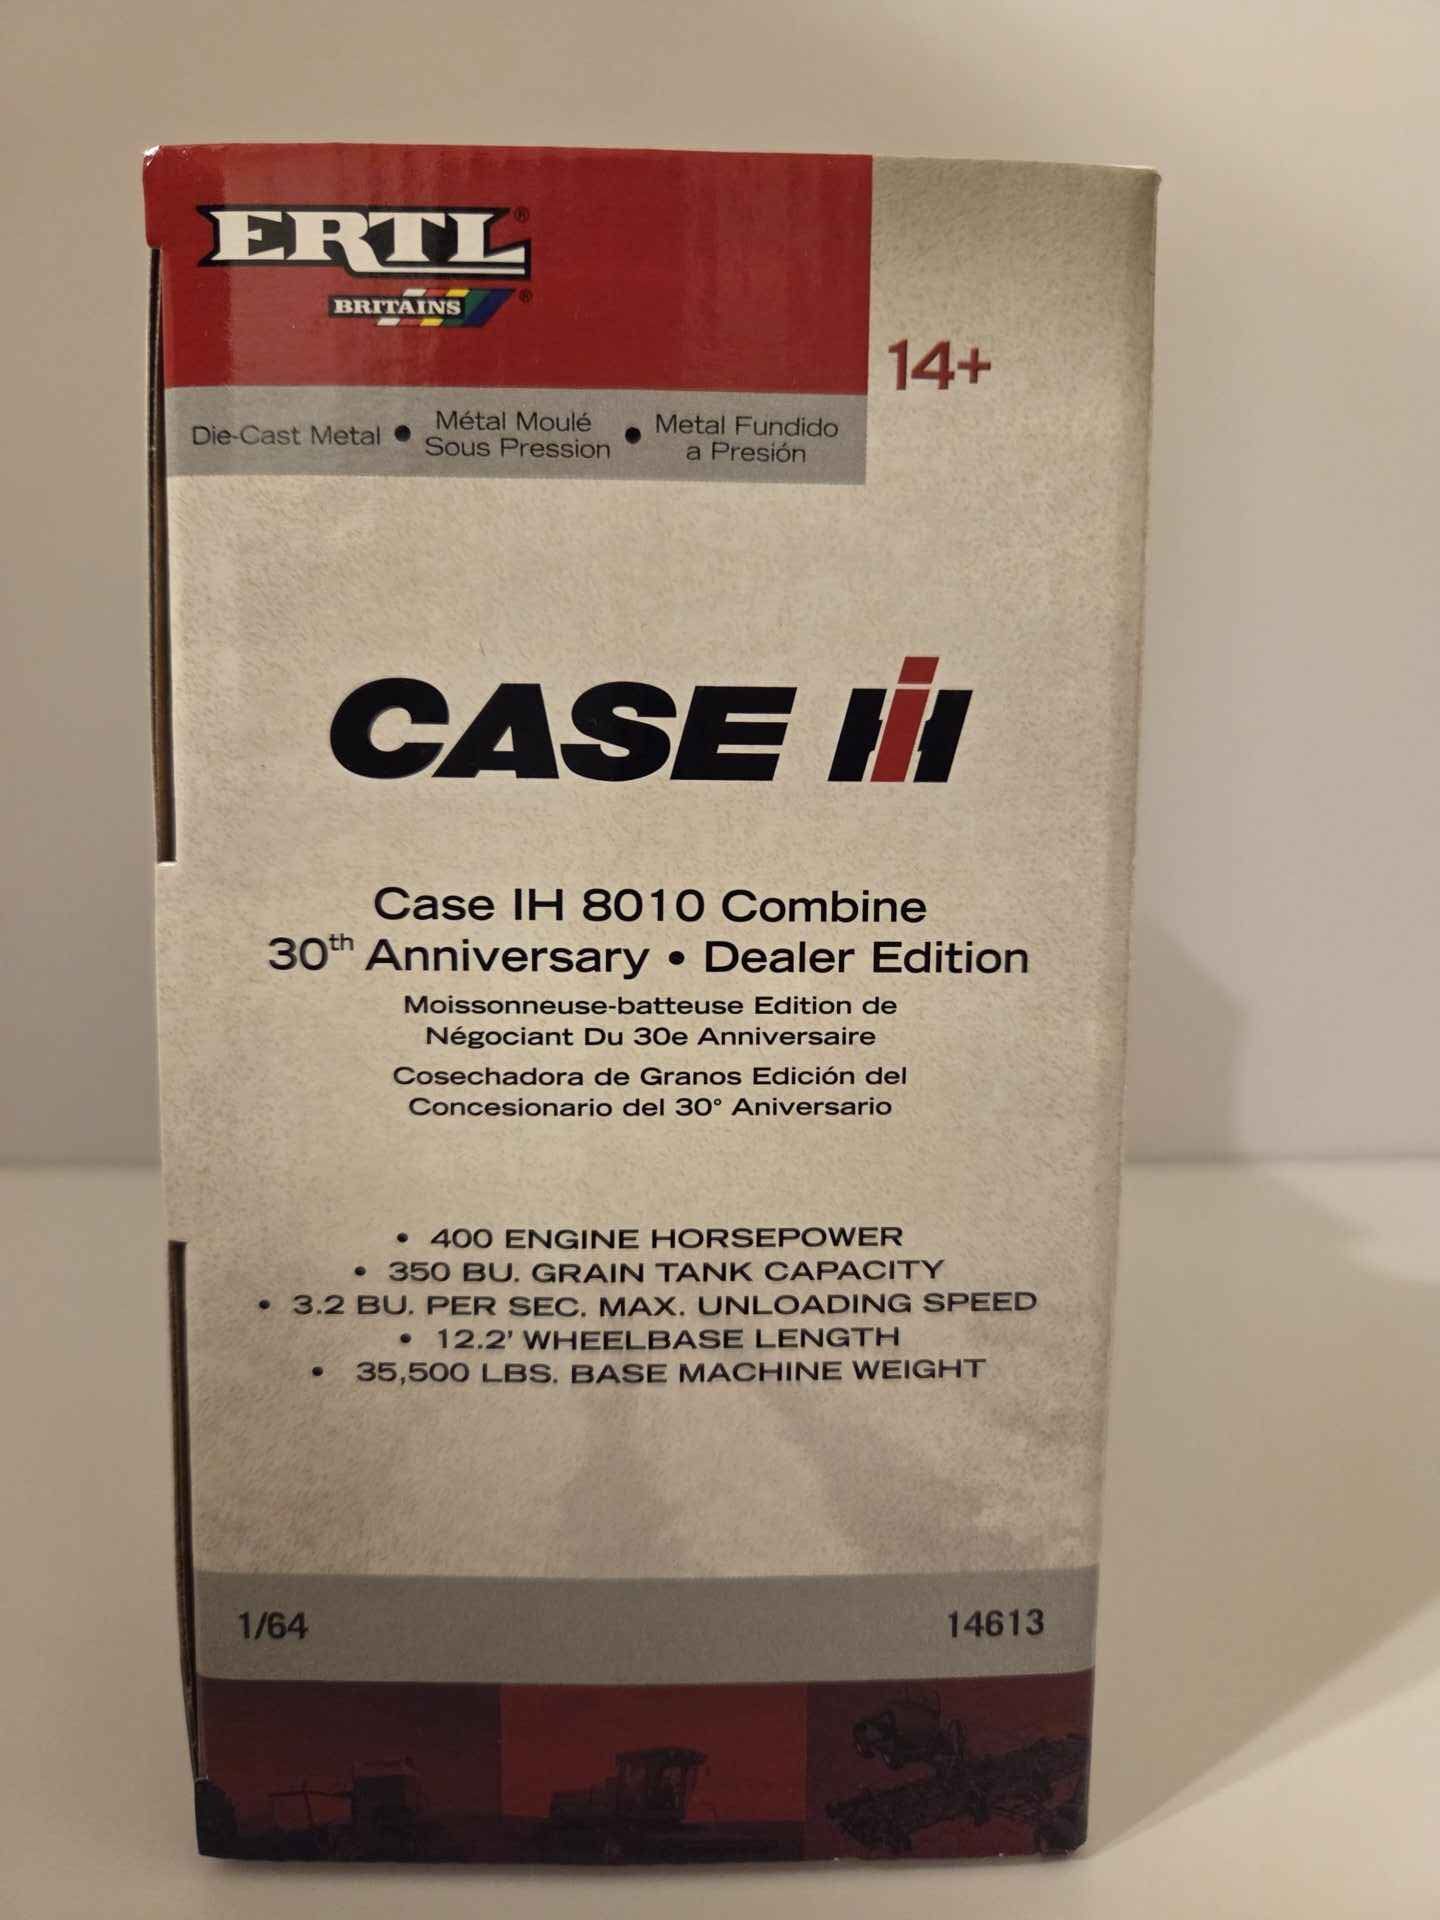 ERTL®
BRITAINS®
14+
Die-Cast Metal • Métal Moulé Sous Pression • Metal Fundido a Presión
CASE IH
Case IH 8010 Combine
30th Anniversary • Dealer Edition
Moissonneuse-batteuse Edition de
Négociant Du 30e Anniversaire
Cosechadora de Granos Edición del
Concesionario del 30° Aniversario
• 400 ENGINE HORSEPOWER
• 350 BU. GRAIN TANK CAPACITY
• 3.2 BU. PER SEC. MAX. UNLOADING SPEED
• 12.2' WHEELBASE LENGTH
• 35,500 LBS. BASE MACHINE WEIGHT
1/64
14613